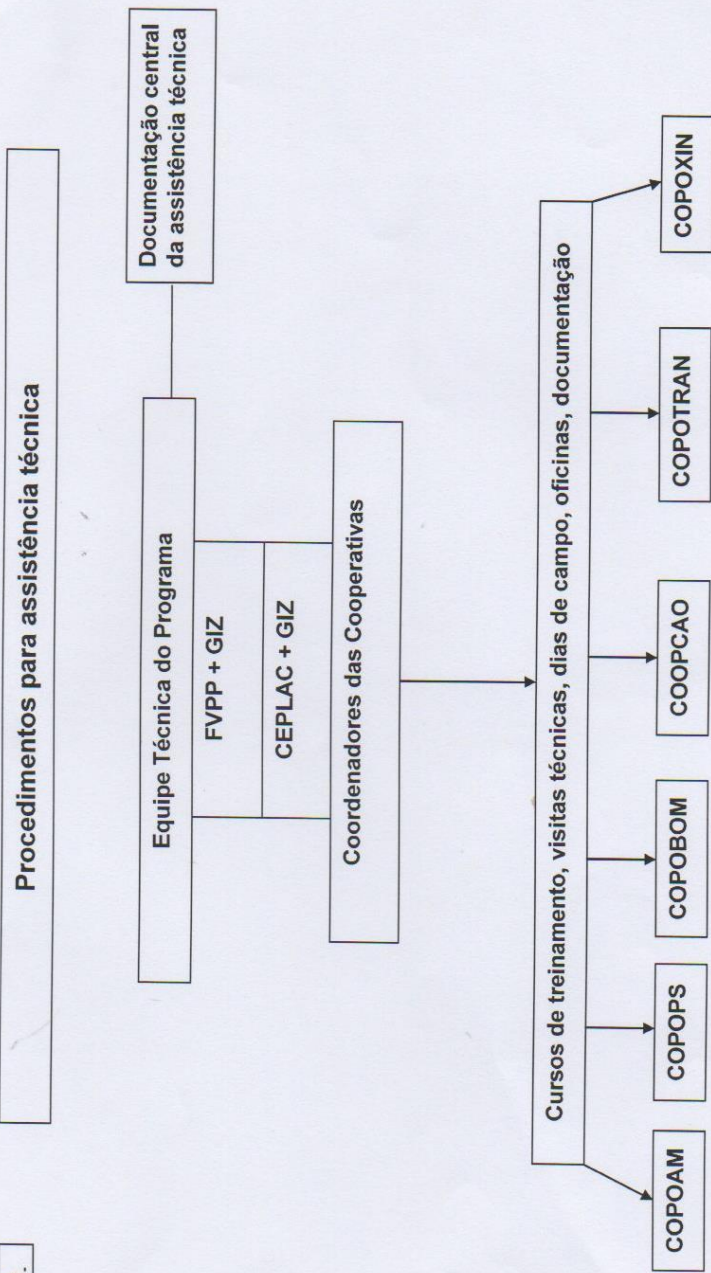 Procedimentos para assistência técnica
Documentação central
da assistência técnica
Equipe Técnica do Programa
FVPP + GIZ
CEPLAC + GIZ
Coordenadores das Cooperativas
Cursos de treinamento, visitas técnicas, dias de campo, oficinas, documentação
COPOAM
COPOPS
COPOBOM
COOPCAO
COPOTRAN
COPOXIN